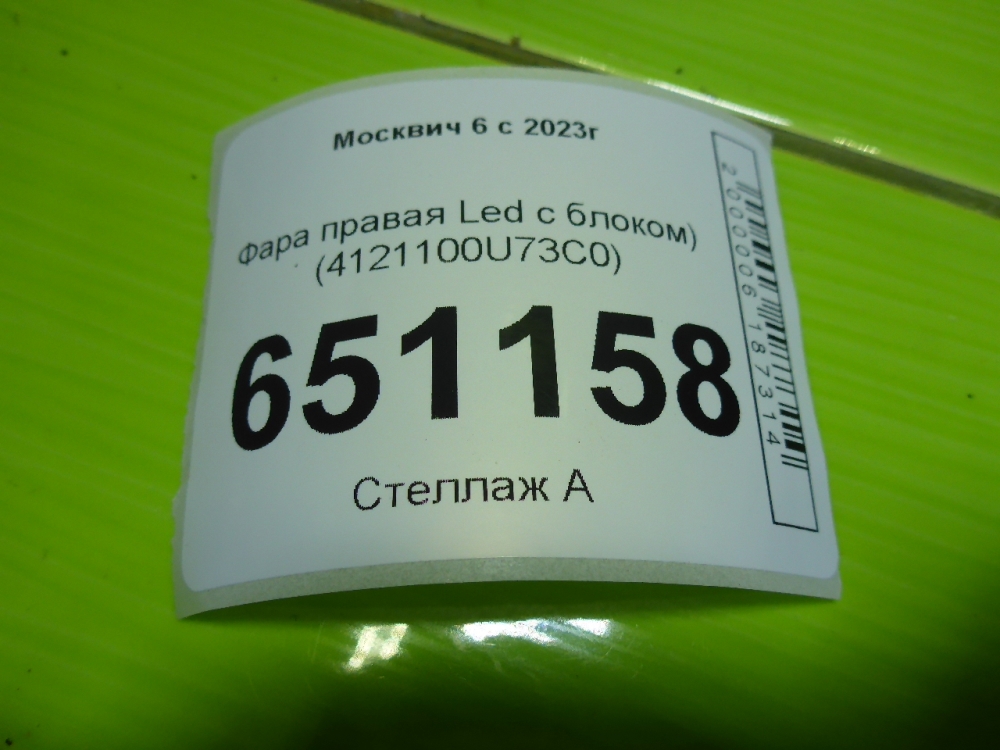 Москвич 6 с 2023г
Фара правая Led с блоком)
(4121100U73C0)
651158
Стеллаж А
2000006187314